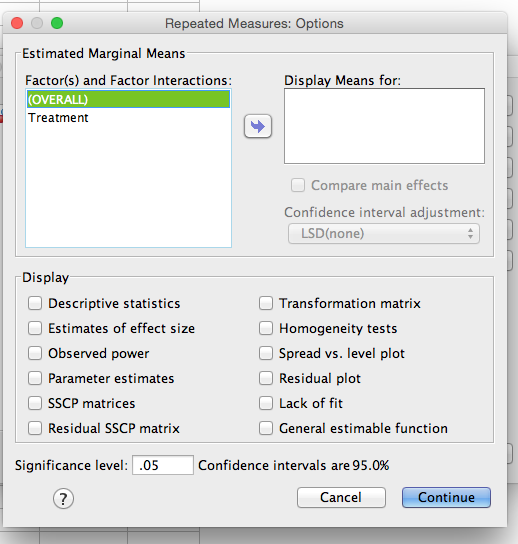 Repeated Measures: Options
Estimated Marginal Means
Factor(s) and Factor Interactions:
(OVERALL)
Treatment
Display Means for:
Compare main effects
Confidence interval adjustment:
LSD(none)
Display
Descriptive statistics
Estimates of effect size
Observed power
Parameter estimates
SSCP matrices
Residual SSCP matrix
Transformation matrix
Homogeneity tests
Spread vs. level plot
Residual plot
Lack of fit
General estimable function
Significance level: .05 Confidence intervals are 95.0%
? Cancel Continue